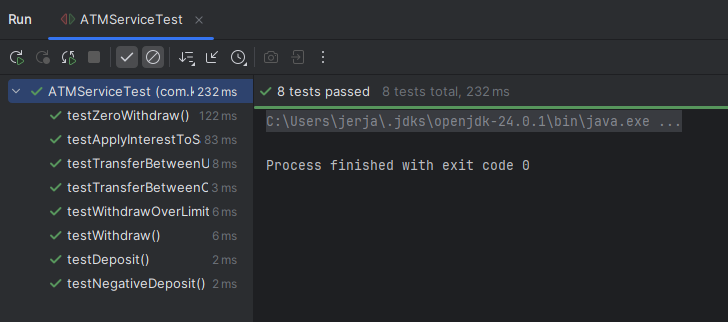 Run ATMServiceTest
ATMServiceTest (com.k 232 ms
8 tests passed 8 tests total, 232 ms
testZeroWithdraw() 122 ms
C:\Users\jerja\.jdks\openjdk-24.0.1\bin\java.exe ...
testApplyInterestToS 83 ms
testTransferBetweenU 8 ms
Process finished with exit code 0
testTransferBetweenC 3 ms
testWithdrawOverLimit 6 ms
testWithdraw() 6 ms
testDeposit() 2 ms
testNegativeDeposit() 2 ms